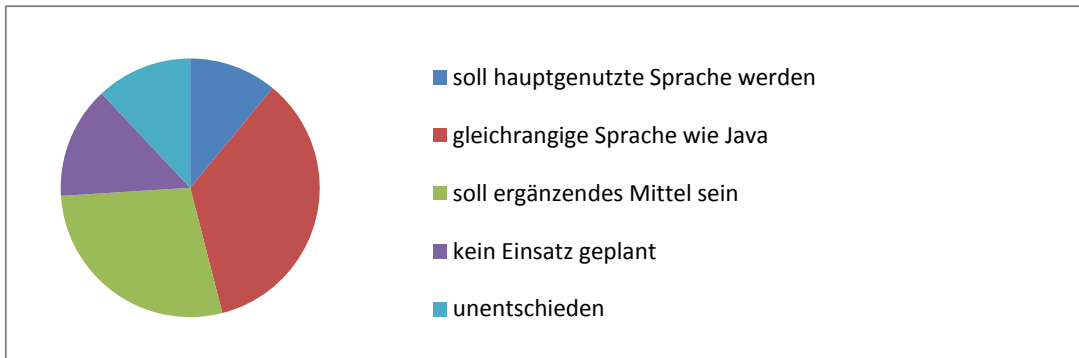 soll hauptgenutzte Sprache werden
gleichrangige Sprache wie Java
soll ergänzendes Mittel sein
kein Einsatz geplant
unentschieden